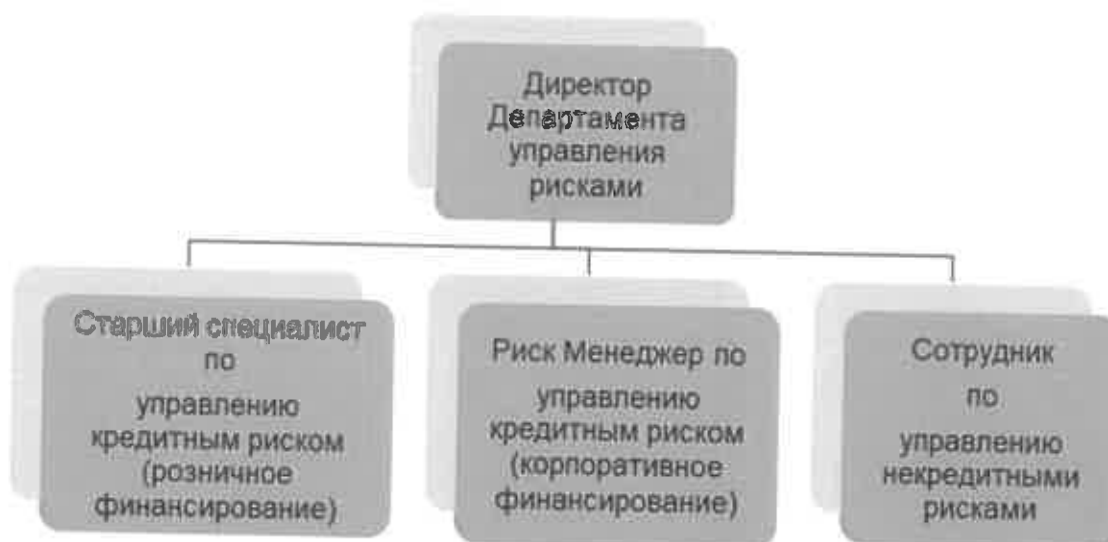 Директор
Департамента
управления
рисками
Старший специалист
по
управлению
кредитным риском
(розничное
финансирование)
Риск Менеджер по
управлению
кредитным риском
(корпоративное
финансирование)
Сотрудник
по
управлению
некредитными
рисками